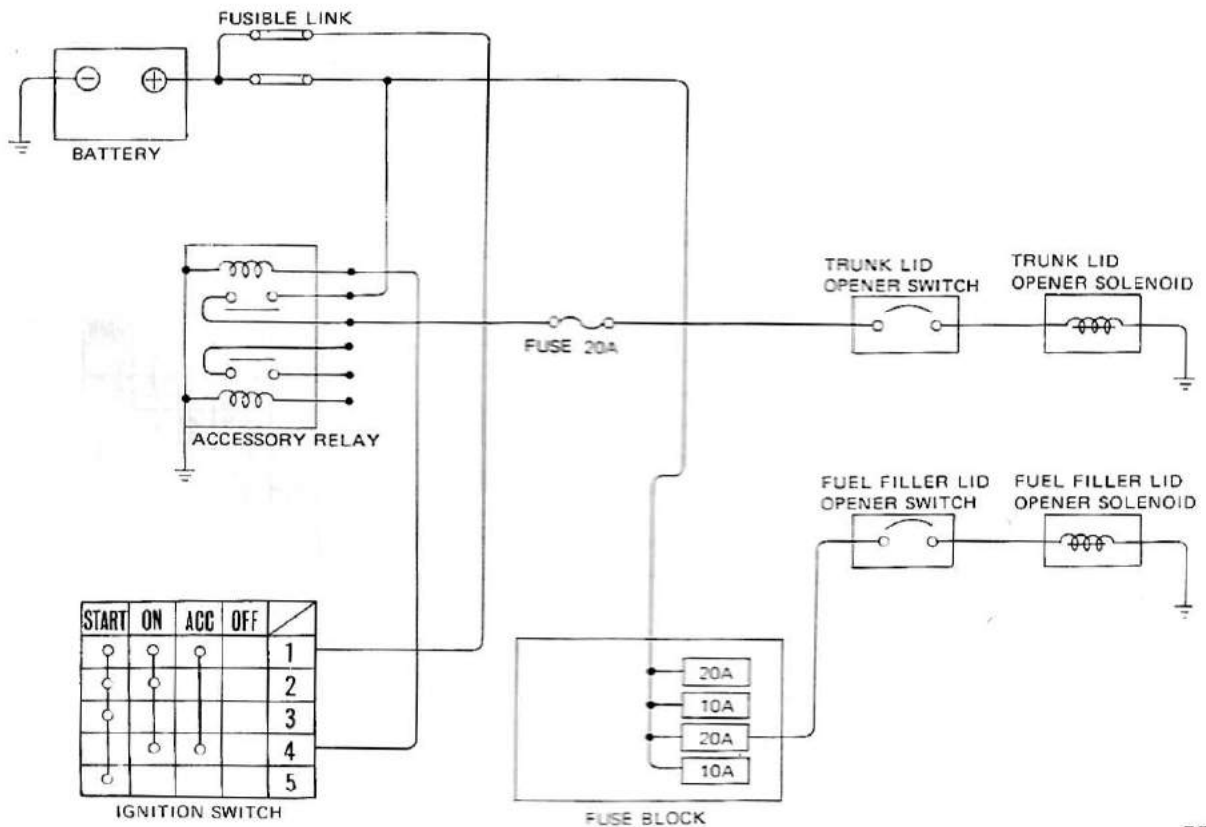 FUSIBLE LINK
BATTERY
TRUNK LID
OPENER SWITCH
TRUNK LID
OPENER SOLENOID
FUSE 20A
ACCESSORY RELAY
FUEL FILLER LID
OPENER SWITCH
FUEL FILLER LID
OPENER SOLENOID
START ON ACC OFF
1
2
3
4
5
IGNITION SWITCH
20A
10A
20A
10A
FUSE BLOCK